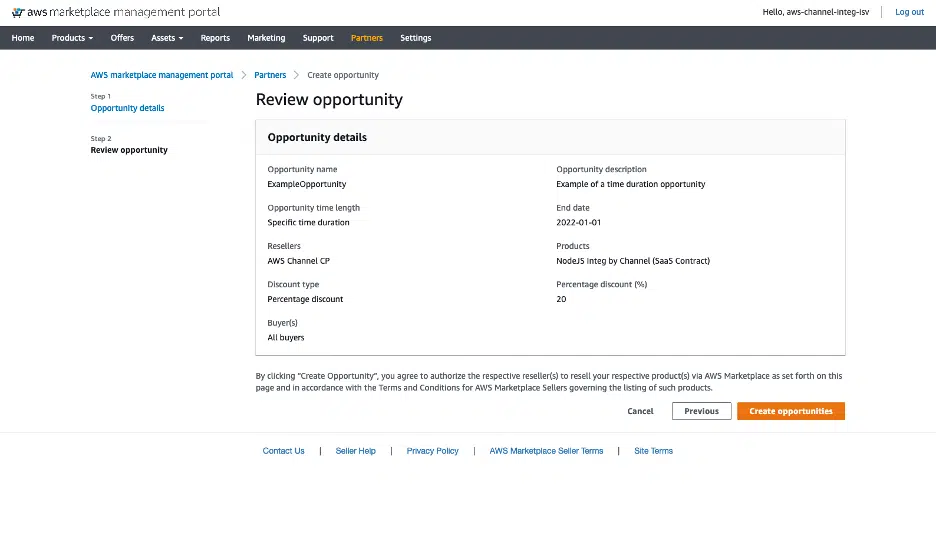 aws marketplace management portal
Hello, aws-channel-integ-isv
Log out
Home Products Offers Assets Reports Marketing Support Partners Settings
AWS marketplace management portal Partners Create opportunity
Step 1
Opportunity details
Step 2
Review opportunity
Review opportunity
Opportunity details
Opportunity name
ExampleOpportunity
Opportunity description
Example of a time duration opportunity
Opportunity time length
Specific time duration
End date
2022-01-01
Resellers
AWS Channel CP
Products
NodeJS Integ by Channel (SaaS Contract)
Discount type
Percentage discount
Percentage discount (%)
20
Buyer(s)
All buyers
By clicking "Create Opportunity", you agree to authorize the respective reseller(s) to resell your respective product(s) via AWS Marketplace as set forth on this
page and in accordance with the Terms and Conditions for AWS Marketplace Sellers governing the listing of such products.
Cancel Previous Create opportunities
Contact Us | Seller Help | Privacy Policy | AWS Marketplace Seller Terms | Site Terms